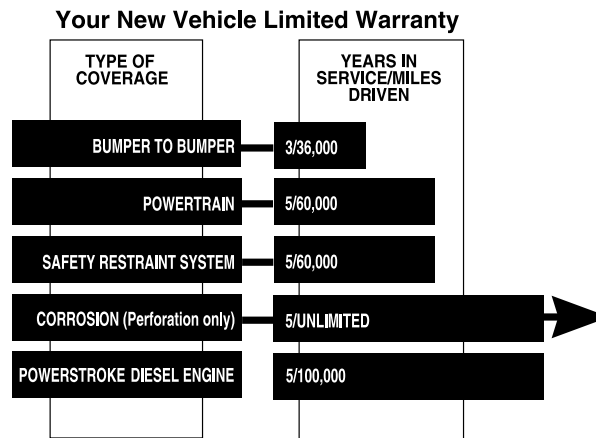 Your New Vehicle Limited Warranty
TYPE OF
COVERAGE
YEARS IN
SERVICE/MILES
DRIVEN
BUMPER TO BUMPER
3/36,000
POWERTRAIN
5/60,000
SAFETY RESTRAINT SYSTEM
5/60,000
CORROSION (Perforation only)
5/UNLIMITED
POWERSTROKE DIESEL ENGINE
5/100,000